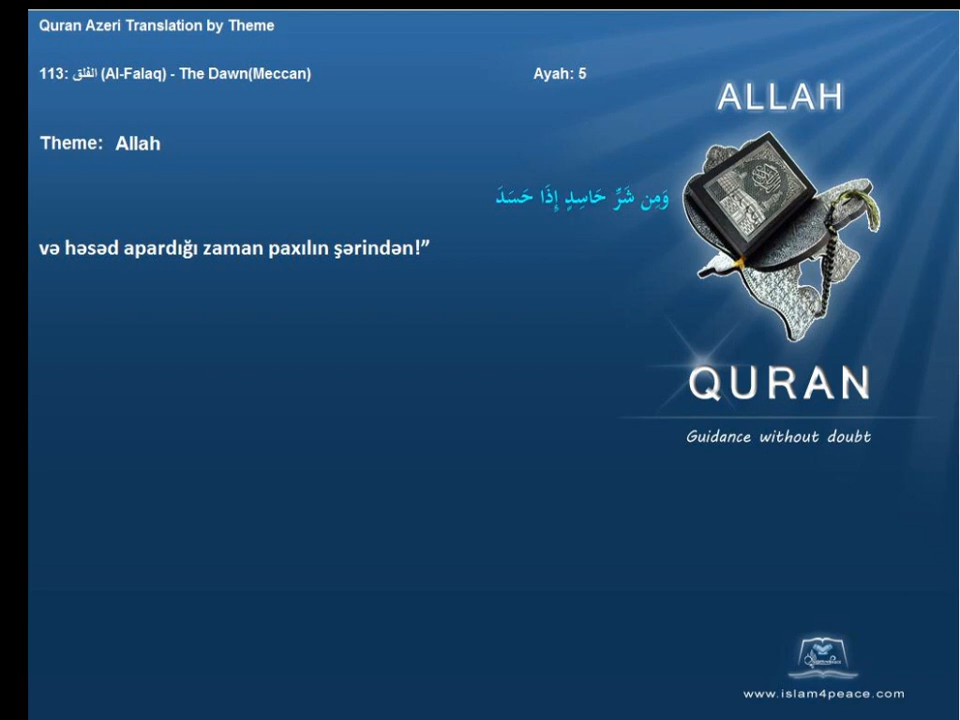 Quran Azeri Translation by Theme
113: الفلق (Al-Falaq) - The Dawn(Meccan) Ayah: 5
ALLAH
Theme: Allah
وَمِن شَرِّ حَاسِدٍ إِذَا حَسَدَ
və həsəd apardığı zaman paxılın şərindən!”
QURAN
Guidance without doubt
www.islam4peace.com